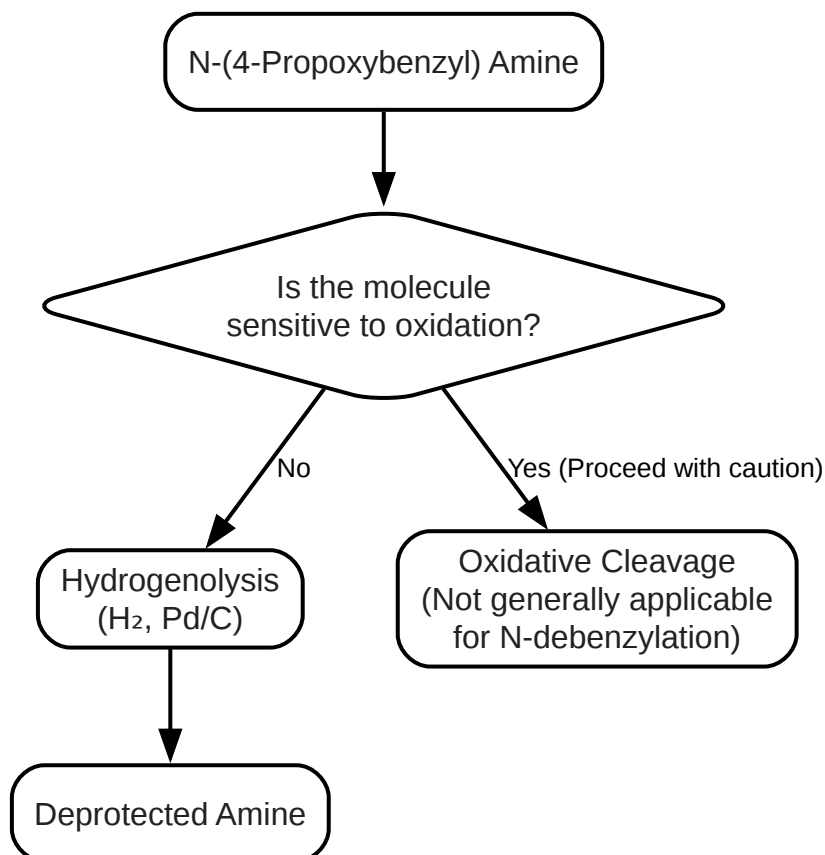 N-(4-Propoxybenzyl) Amine
Is the molecule
sensitive to oxidation?
No
Yes (Proceed with caution)
Hydrogenolysis
(H₂, Pd/C)
Oxidative Cleavage
(Not generally applicable
for N-debenzylation)
Deprotected Amine